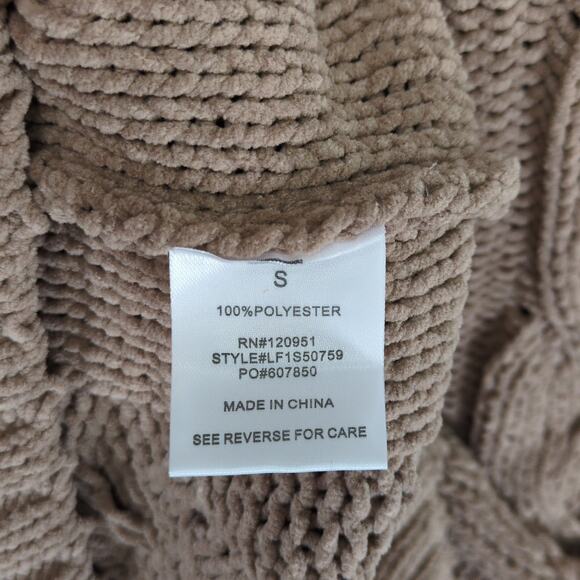 S
100%POLYESTER
RN#120951
STYLE#LF1S50759
PO#607850
MADE IN CHINA
SEE REVERSE FOR CARE